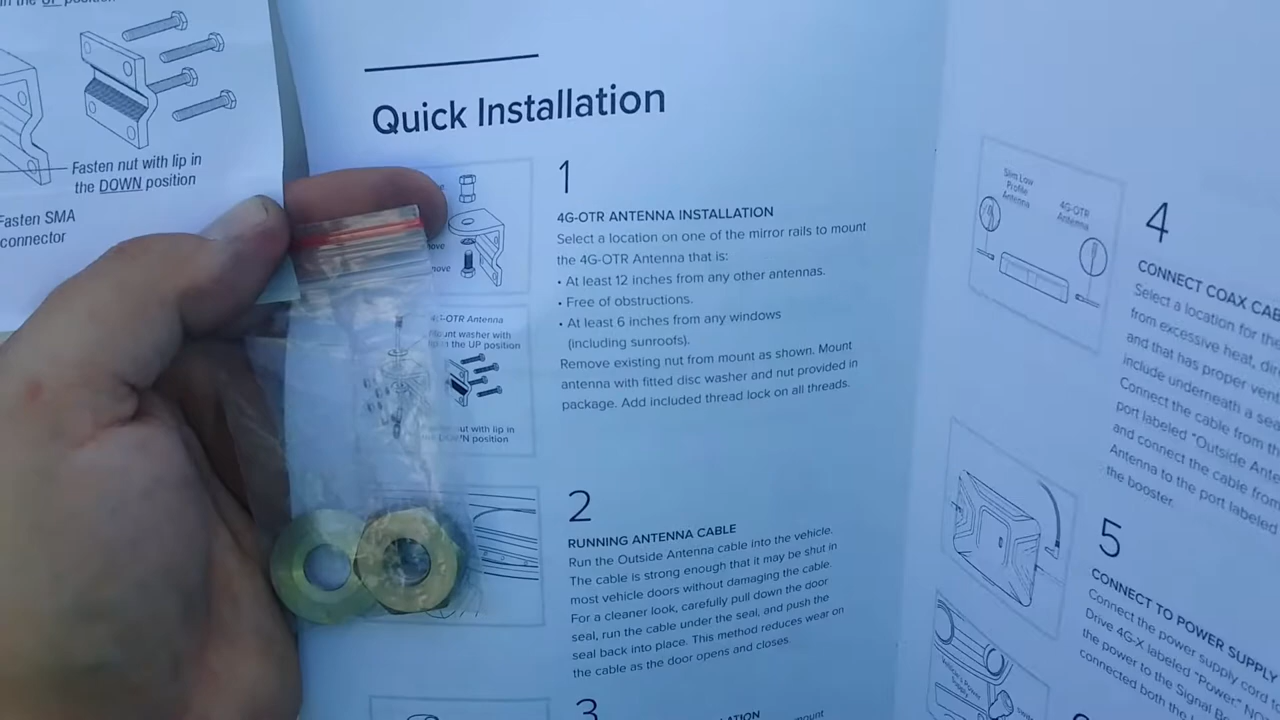 in the UP position
Fasten nut with lip in
the DOWN position
Fasten SMA
connector
Quick Installation
1
4G-OTR ANTENNA INSTALLATION
Select a location on one of the mirror rails to mount
the 4G-OTR Antenna that is:
• At least 12 inches from any other antennas.
• Free of obstructions.
• At least 6 inches from any windows
(including sunroofs).
Remove existing nut from mount as shown. Mount
antenna with fitted disc washer and nut provided in
package. Add included thread lock on all threads.
4G-OTR Antenna
washer with
in the UP position
nut with lip in
position
2
RUNNING ANTENNA CABLE
Run the Outside Antenna cable into the vehicle.
The cable is strong enough that it may be shut in
most vehicle doors without damaging the cable.
For a cleaner look, carefully pull down the door
seal, run the cable under the seal, and push the
seal back into place. This method reduces wear on
the cable as the door opens and closes.
3
Slim Low
Profile
Antenna
4G-OTR
Antenna
4
CONNECT COAX
Select a location for the
from excessive heat,
and that has proper
include underneath a
Connect the cable from
port labeled "Outside
and connect the cable from
Antenna to the port labeled
the booster.
5
CONNECT TO POWER SUPPLY
Connect the power supply cord
Drive 4G-X labeled "Power."
the power to the Signal
connected both the
Vehicle Power